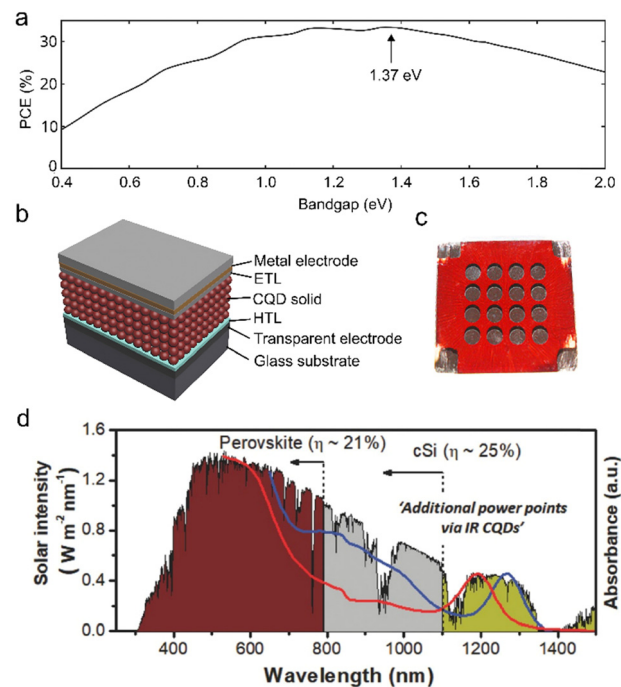 a
PCE (%)
30
20
10
0
1.37 eV
0.4
0.6
0.8
1.0
1.2
1.4
1.6
1.8
2.0
Bandgap (eV)
b
Metal electrode
ETL
CQD solid
HTL
Transparent electrode
Glass substrate
c
d
Solar intensity
( W m-2 nm-1)
1.6
1.2
0.8
0.4
0.0
Perovskite (η ~ 21%)
cSi (η ~ 25%)
'Additional power points
via IR CQDs'
Absorbance (a.u.)
400
600
800
1000
1200
1400
Wavelength (nm)